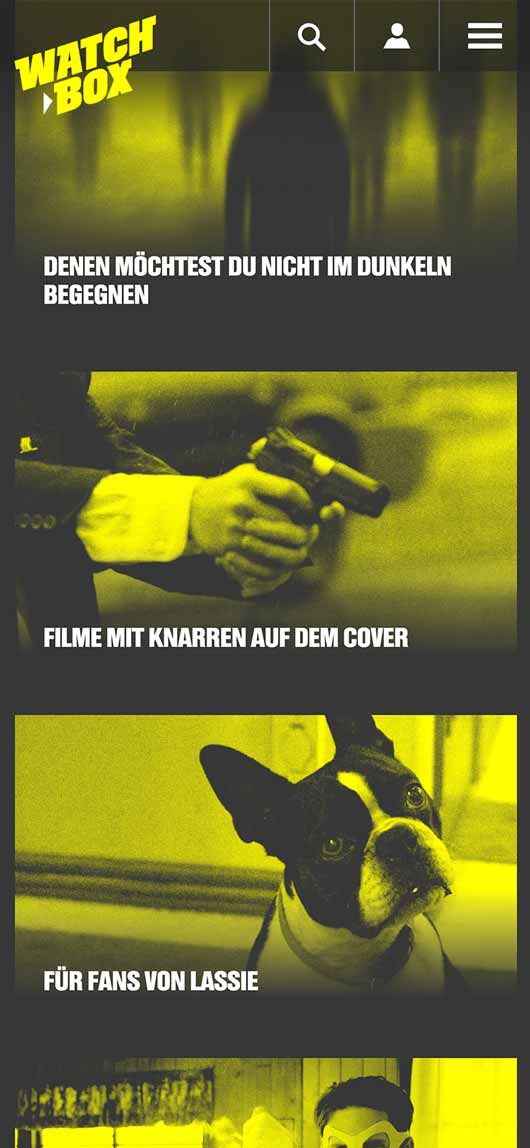 WATCH
BOX
DENEN MÖCHTEST DU NICHT IM DUNKELN
BEGEGNEN
FILME MIT KNARREN AUF DEM COVER
FÜR FANS VON LASSIE